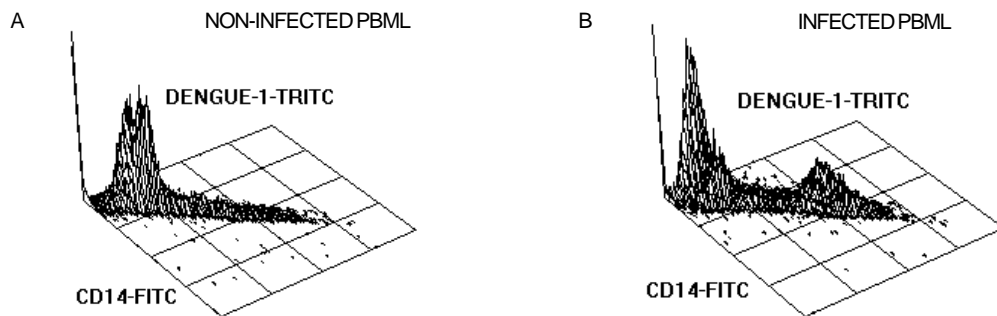 A NON-INFECTED PBML
DENGUE-1-TRITC
CD14-FITC
B INFECTED PBML
DENGUE-1-TRITC
CD14-FITC